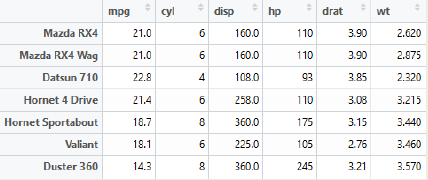 mpg cyl disp hp drat wt
Mazda RX4 21.0 6 160.0 110 3.90 2.620
Mazda RX4 Wag 21.0 6 160.0 110 3.90 2.875
Datsun 710 22.8 4 108.0 93 3.85 2.320
Hornet 4 Drive 21.4 6 258.0 110 3.08 3.215
Hornet Sportabout 18.7 8 360.0 175 3.15 3.440
Valiant 18.1 6 225.0 105 2.76 3.460
Duster 360 14.3 8 360.0 245 3.21 3.570